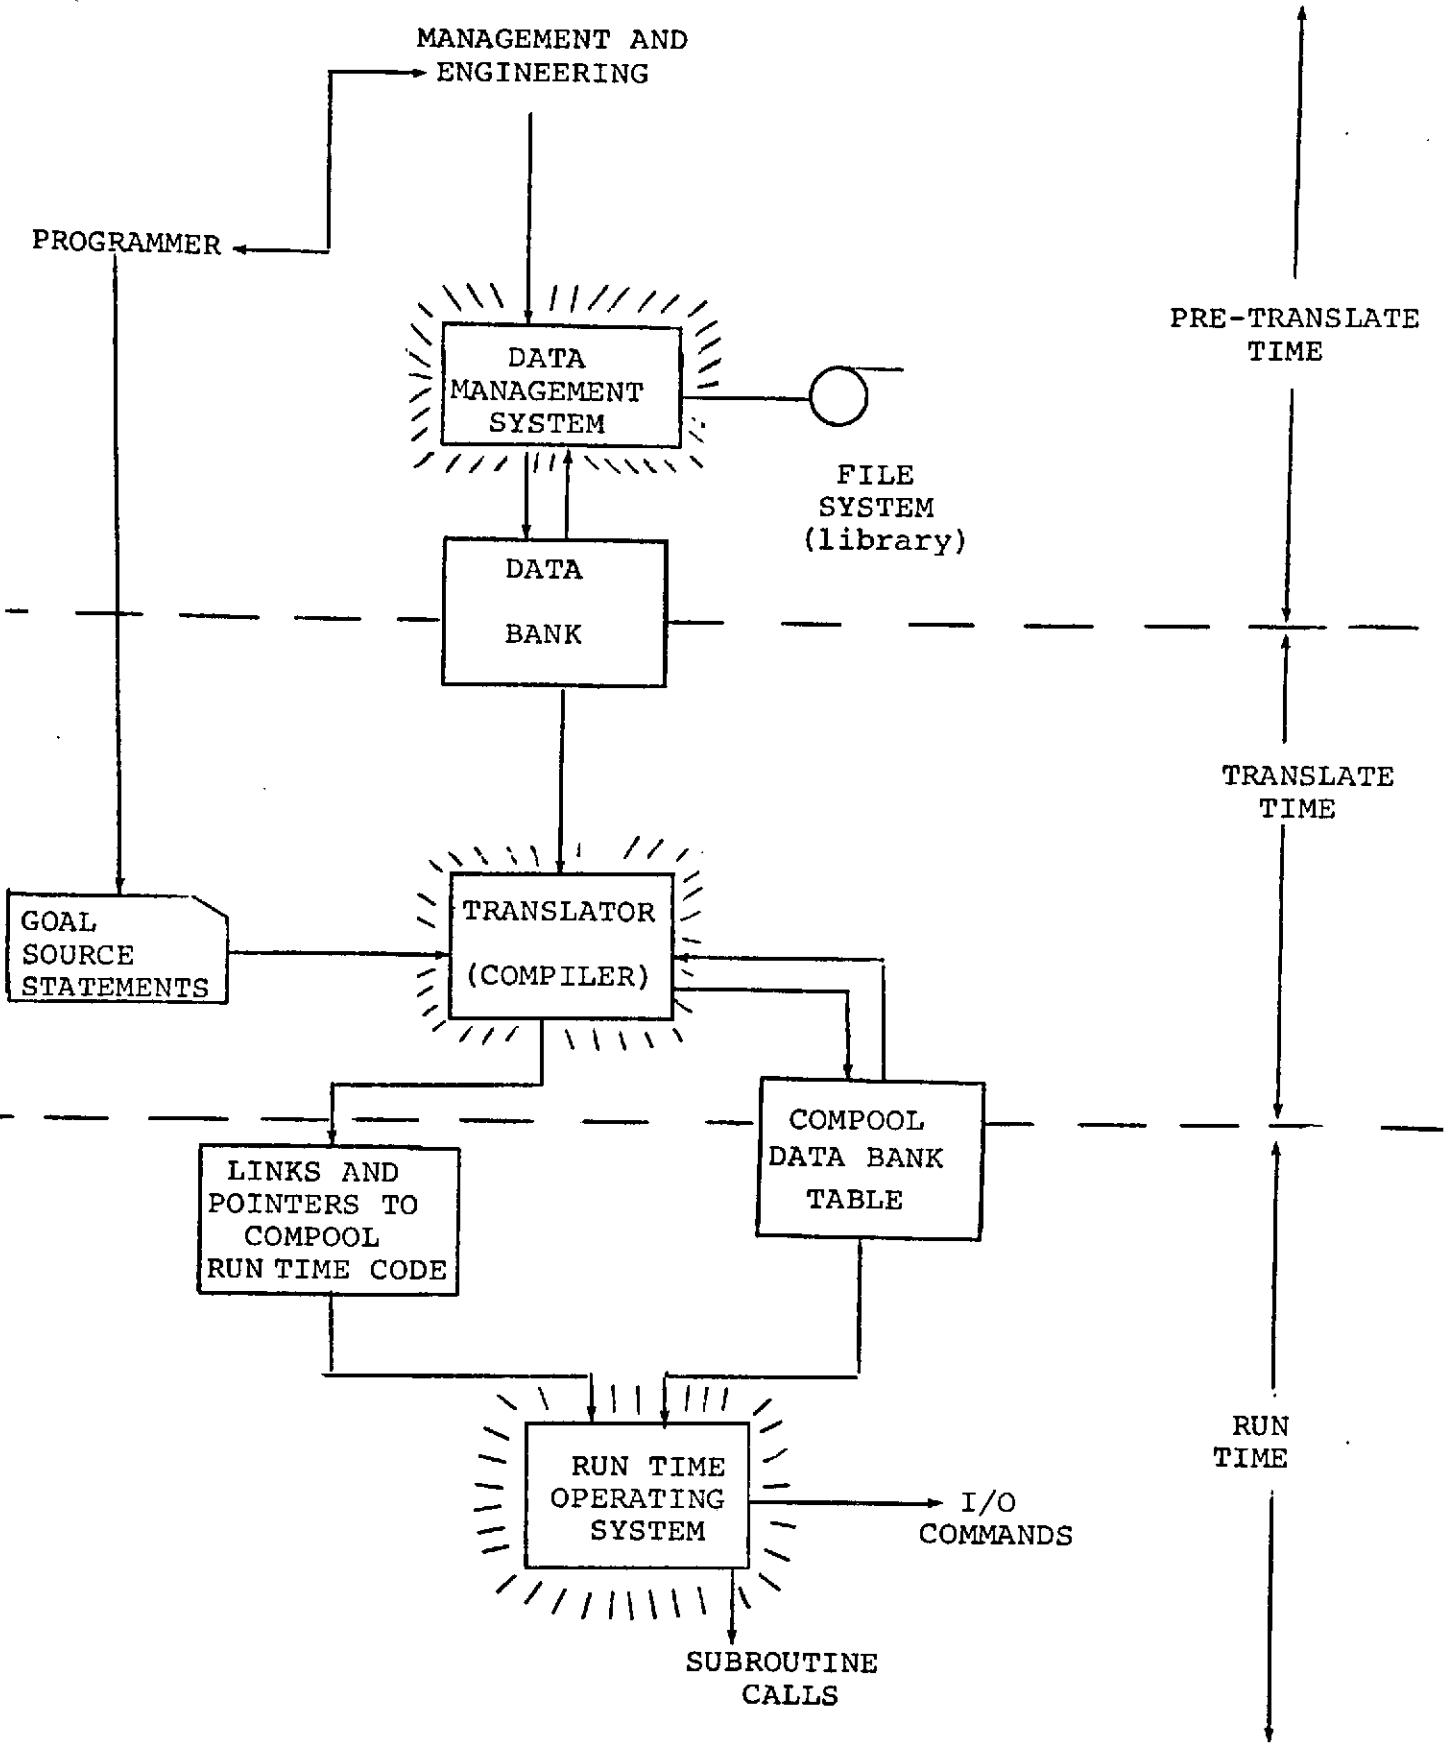 MANAGEMENT AND
ENGINEERING
PROGRAMMER
PRE-TRANSLATE
TIME
DATA
MANAGEMENT
SYSTEM
FILE
SYSTEM
(library)
DATA
BANK
TRANSLATE
TIME
GOAL
SOURCE
STATEMENTS
TRANSLATOR
(COMPILER)
COMPOOL
DATA BANK
TABLE
LINKS AND
POINTERS TO
COMPOOL
RUN TIME CODE
RUN
TIME
RUN TIME
OPERATING
SYSTEM
I/O
COMMANDS
SUBROUTINE
CALLS